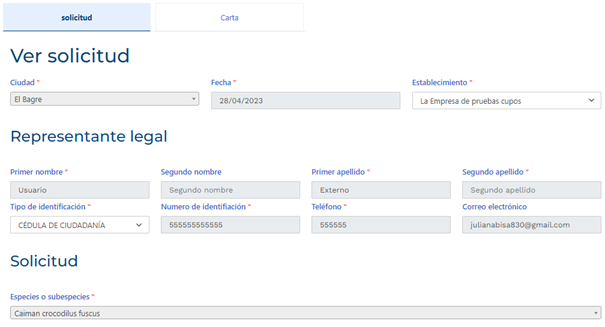 solicitud Carta
Ver solicitud
Ciudad * Fecha * Establecimiento *
El Bagre 28/04/2023 La Empresa de pruebas cupos
Representante legal
Primer nombre * Segundo nombre Primer apellido * Segundo apellido *
Usuario Segundo nombre Externo Segundo apellido
Tipo de identificación * Numero de identifiación * Teléfono * Correo electrónico
CÉDULA DE CIUDADANÍA 555555555555 555555 julianabisa830@gmail.com
Solicitud
Especies o subespecies *
Caiman crocodilus fuscus